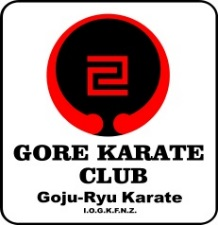 GORE KARATE
CLUB
Goju-Ryu Karate
I.O.G.K.F.N.Z.